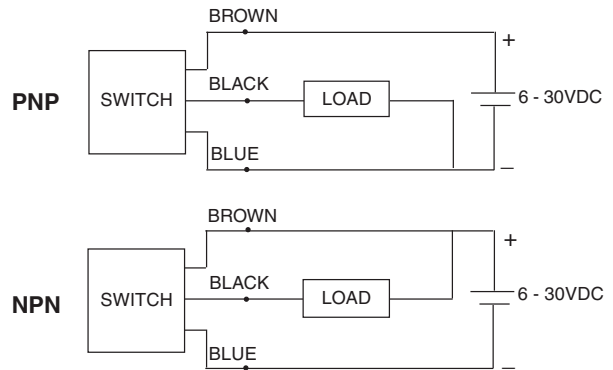 BROWN
+
BLACK
PNP SWITCH LOAD 6 - 30VDC
BLUE
–
BROWN
+
BLACK
NPN SWITCH LOAD 6 - 30VDC
BLUE
–